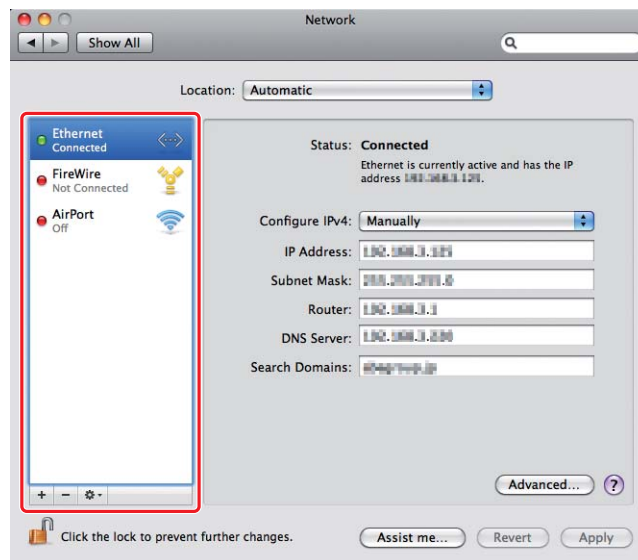 Network
Show All
Location: Automatic
Ethernet
Connected
FireWire
Not Connected
AirPort
Off
Status: Connected
Ethernet is currently active and has the IP
address
Configure IPv4: Manually
IP Address:
Subnet Mask:
Router:
DNS Server:
Search Domains:
Advanced...
?
Click the lock to prevent further changes.
Assist me...
Revert
Apply